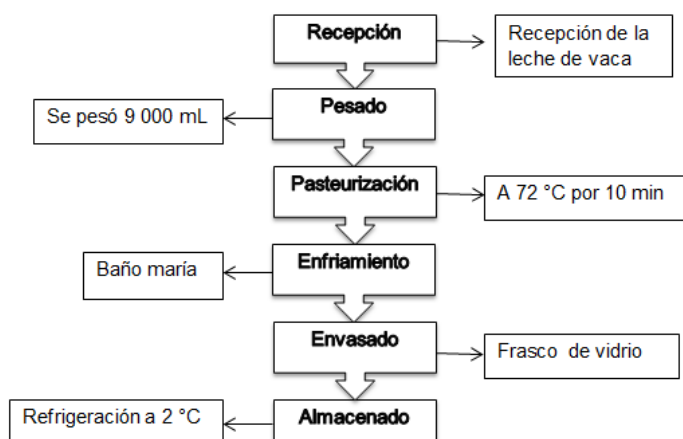 Recepción
Recepción de la
leche de vaca
Pesado
Se pesó 9 000 mL
Pasteurización
A 72 °C por 10 min
Enfriamiento
Baño maría
Envasado
Frasco de vidrio
Almacenado
Refrigeración a 2 °C